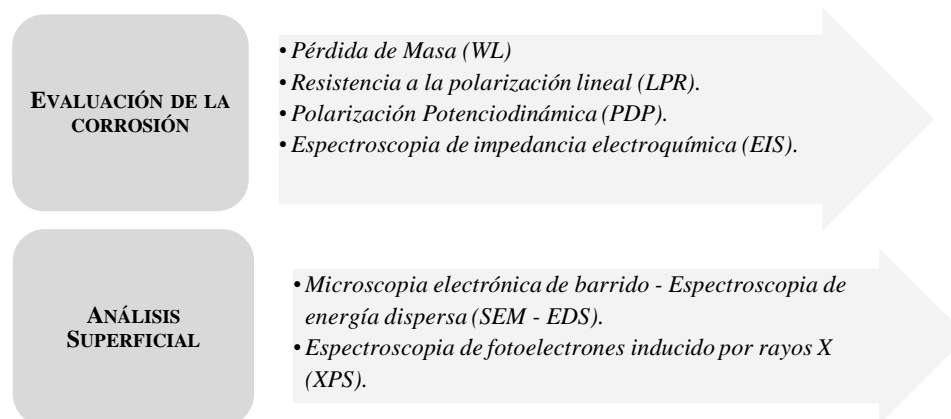 EVALUACIÓN DE LA
CORROSIÓN
• Pérdida de Masa (WL)
• Resistencia a la polarización lineal (LPR).
• Polarización Potenciodinámica (PDP).
• Espectroscopia de impedancia electroquímica (EIS).
ANÁLISIS
SUPERFICIAL
• Microscopia electrónica de barrido - Espectroscopia de
energía dispersa (SEM - EDS).
• Espectroscopia de fotoelectrones inducido por rayos X
(XPS).